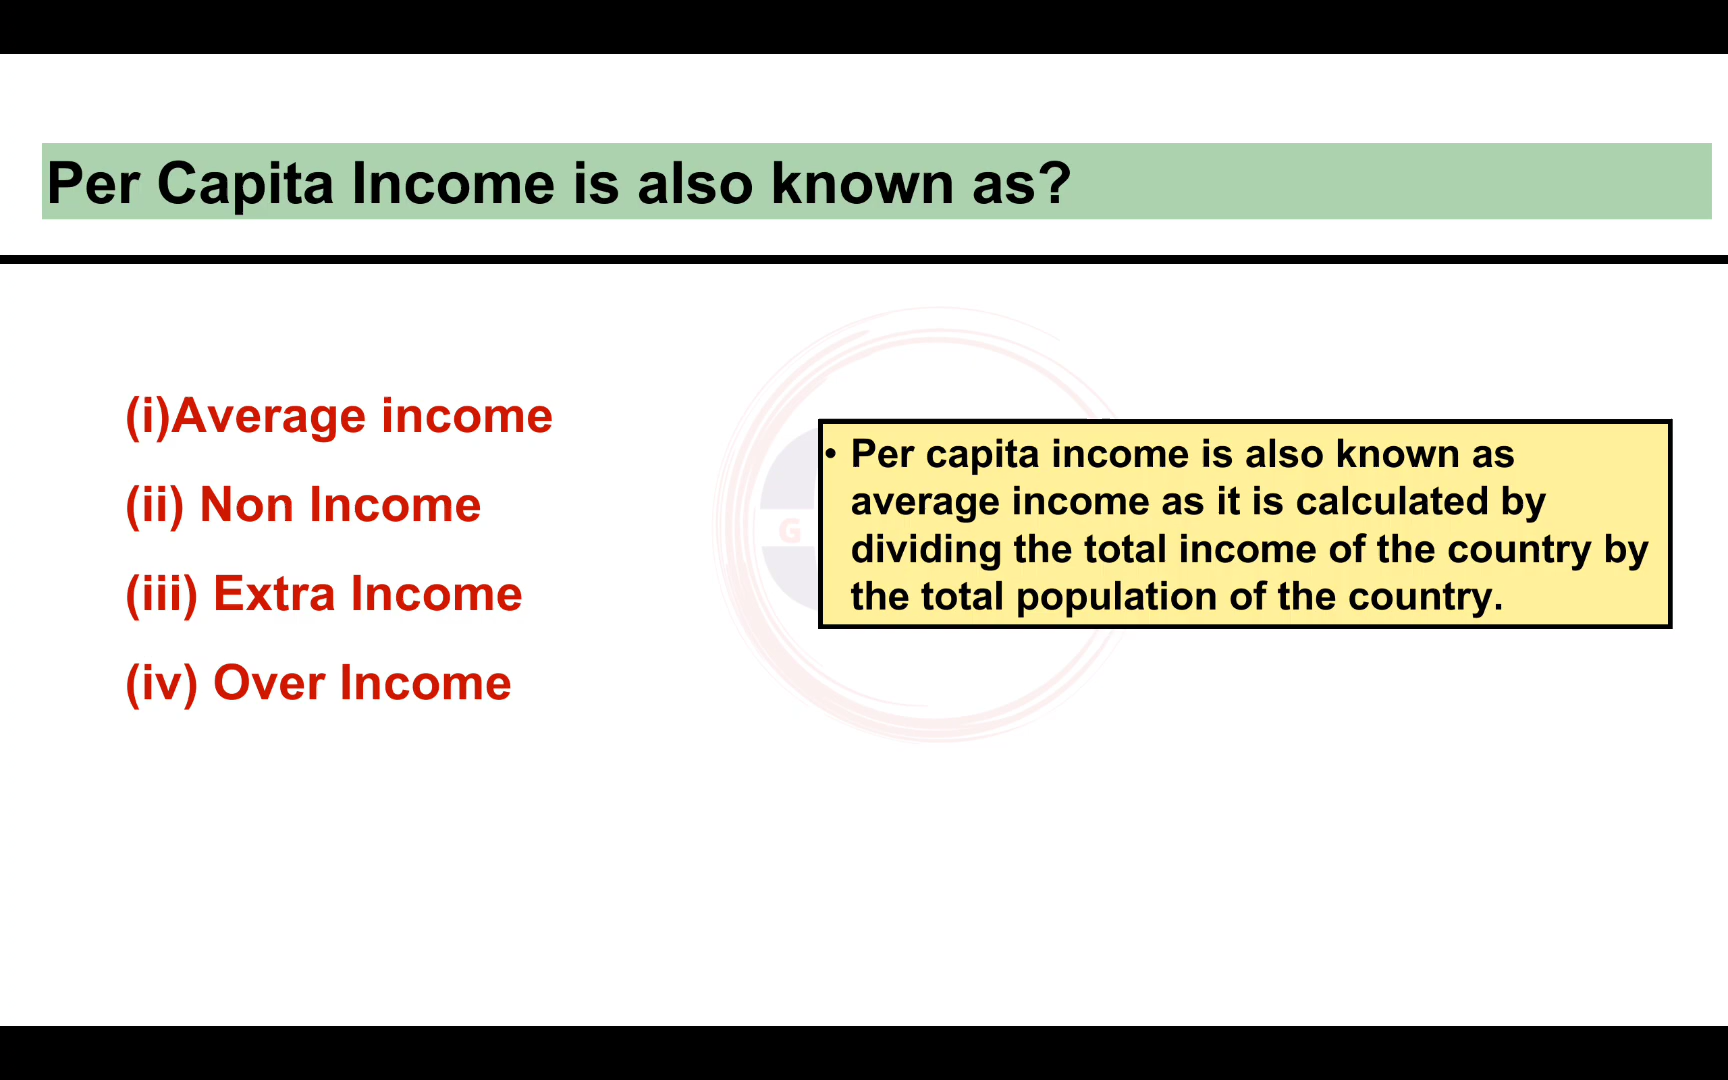 Per Capita Income is also known as?
(i)Average income
(ii) Non Income
(iii) Extra Income
(iv) Over Income
• Per capita income is also known as
average income as it is calculated by
dividing the total income of the country by
the total population of the country.
G